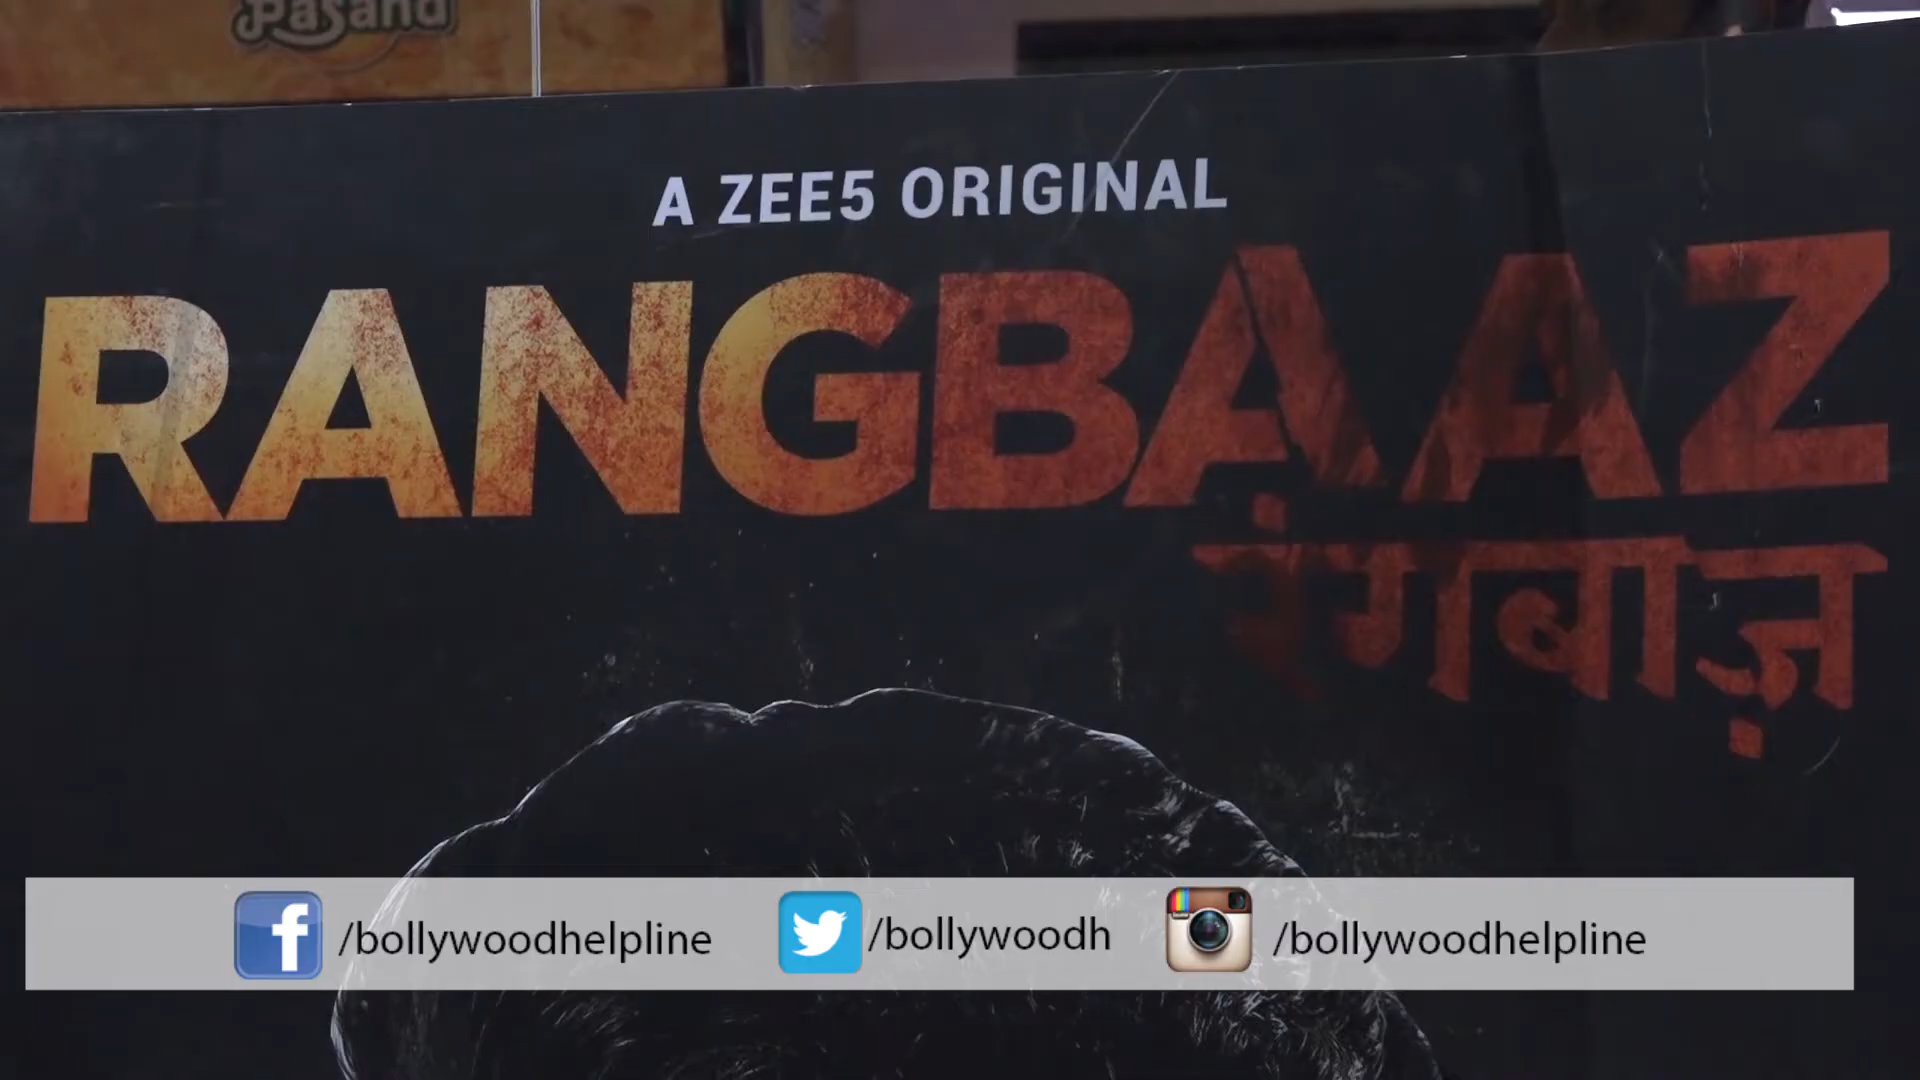 Pasand
A ZEE5 ORIGINAL
RANGBAAZ
रंगबाज़
/bollywoodhelpline
/bollywoodh
/bollywoodhelpline